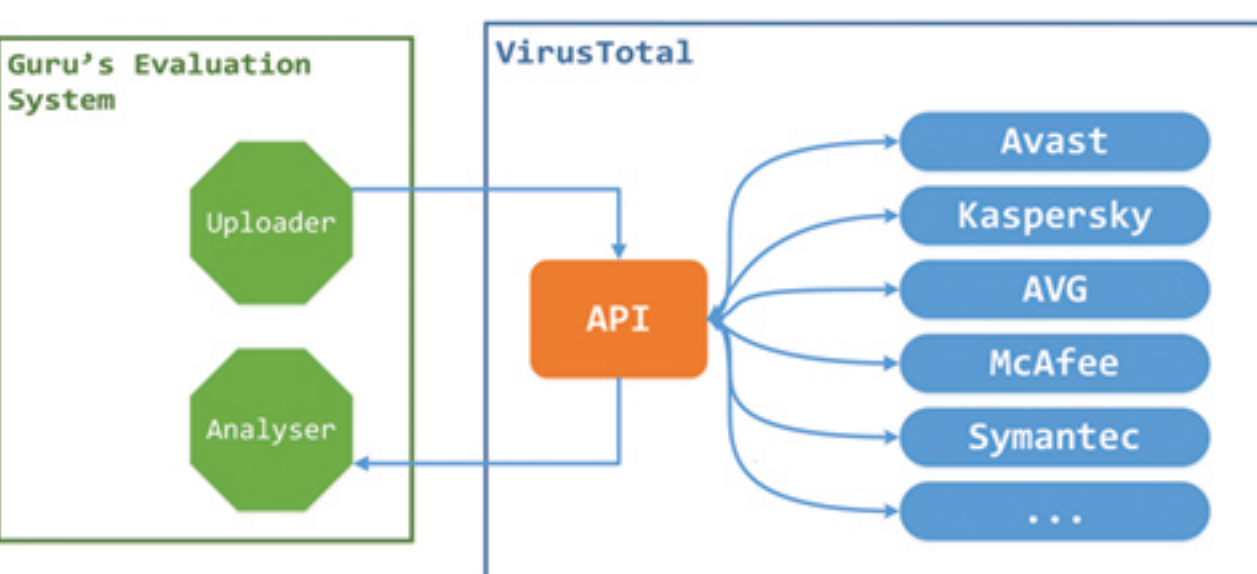 Guru's Evaluation
System
Uploader
Analyser
VirusTotal
API
Avast
Kaspersky
AVG
McAfee
Symantec
...